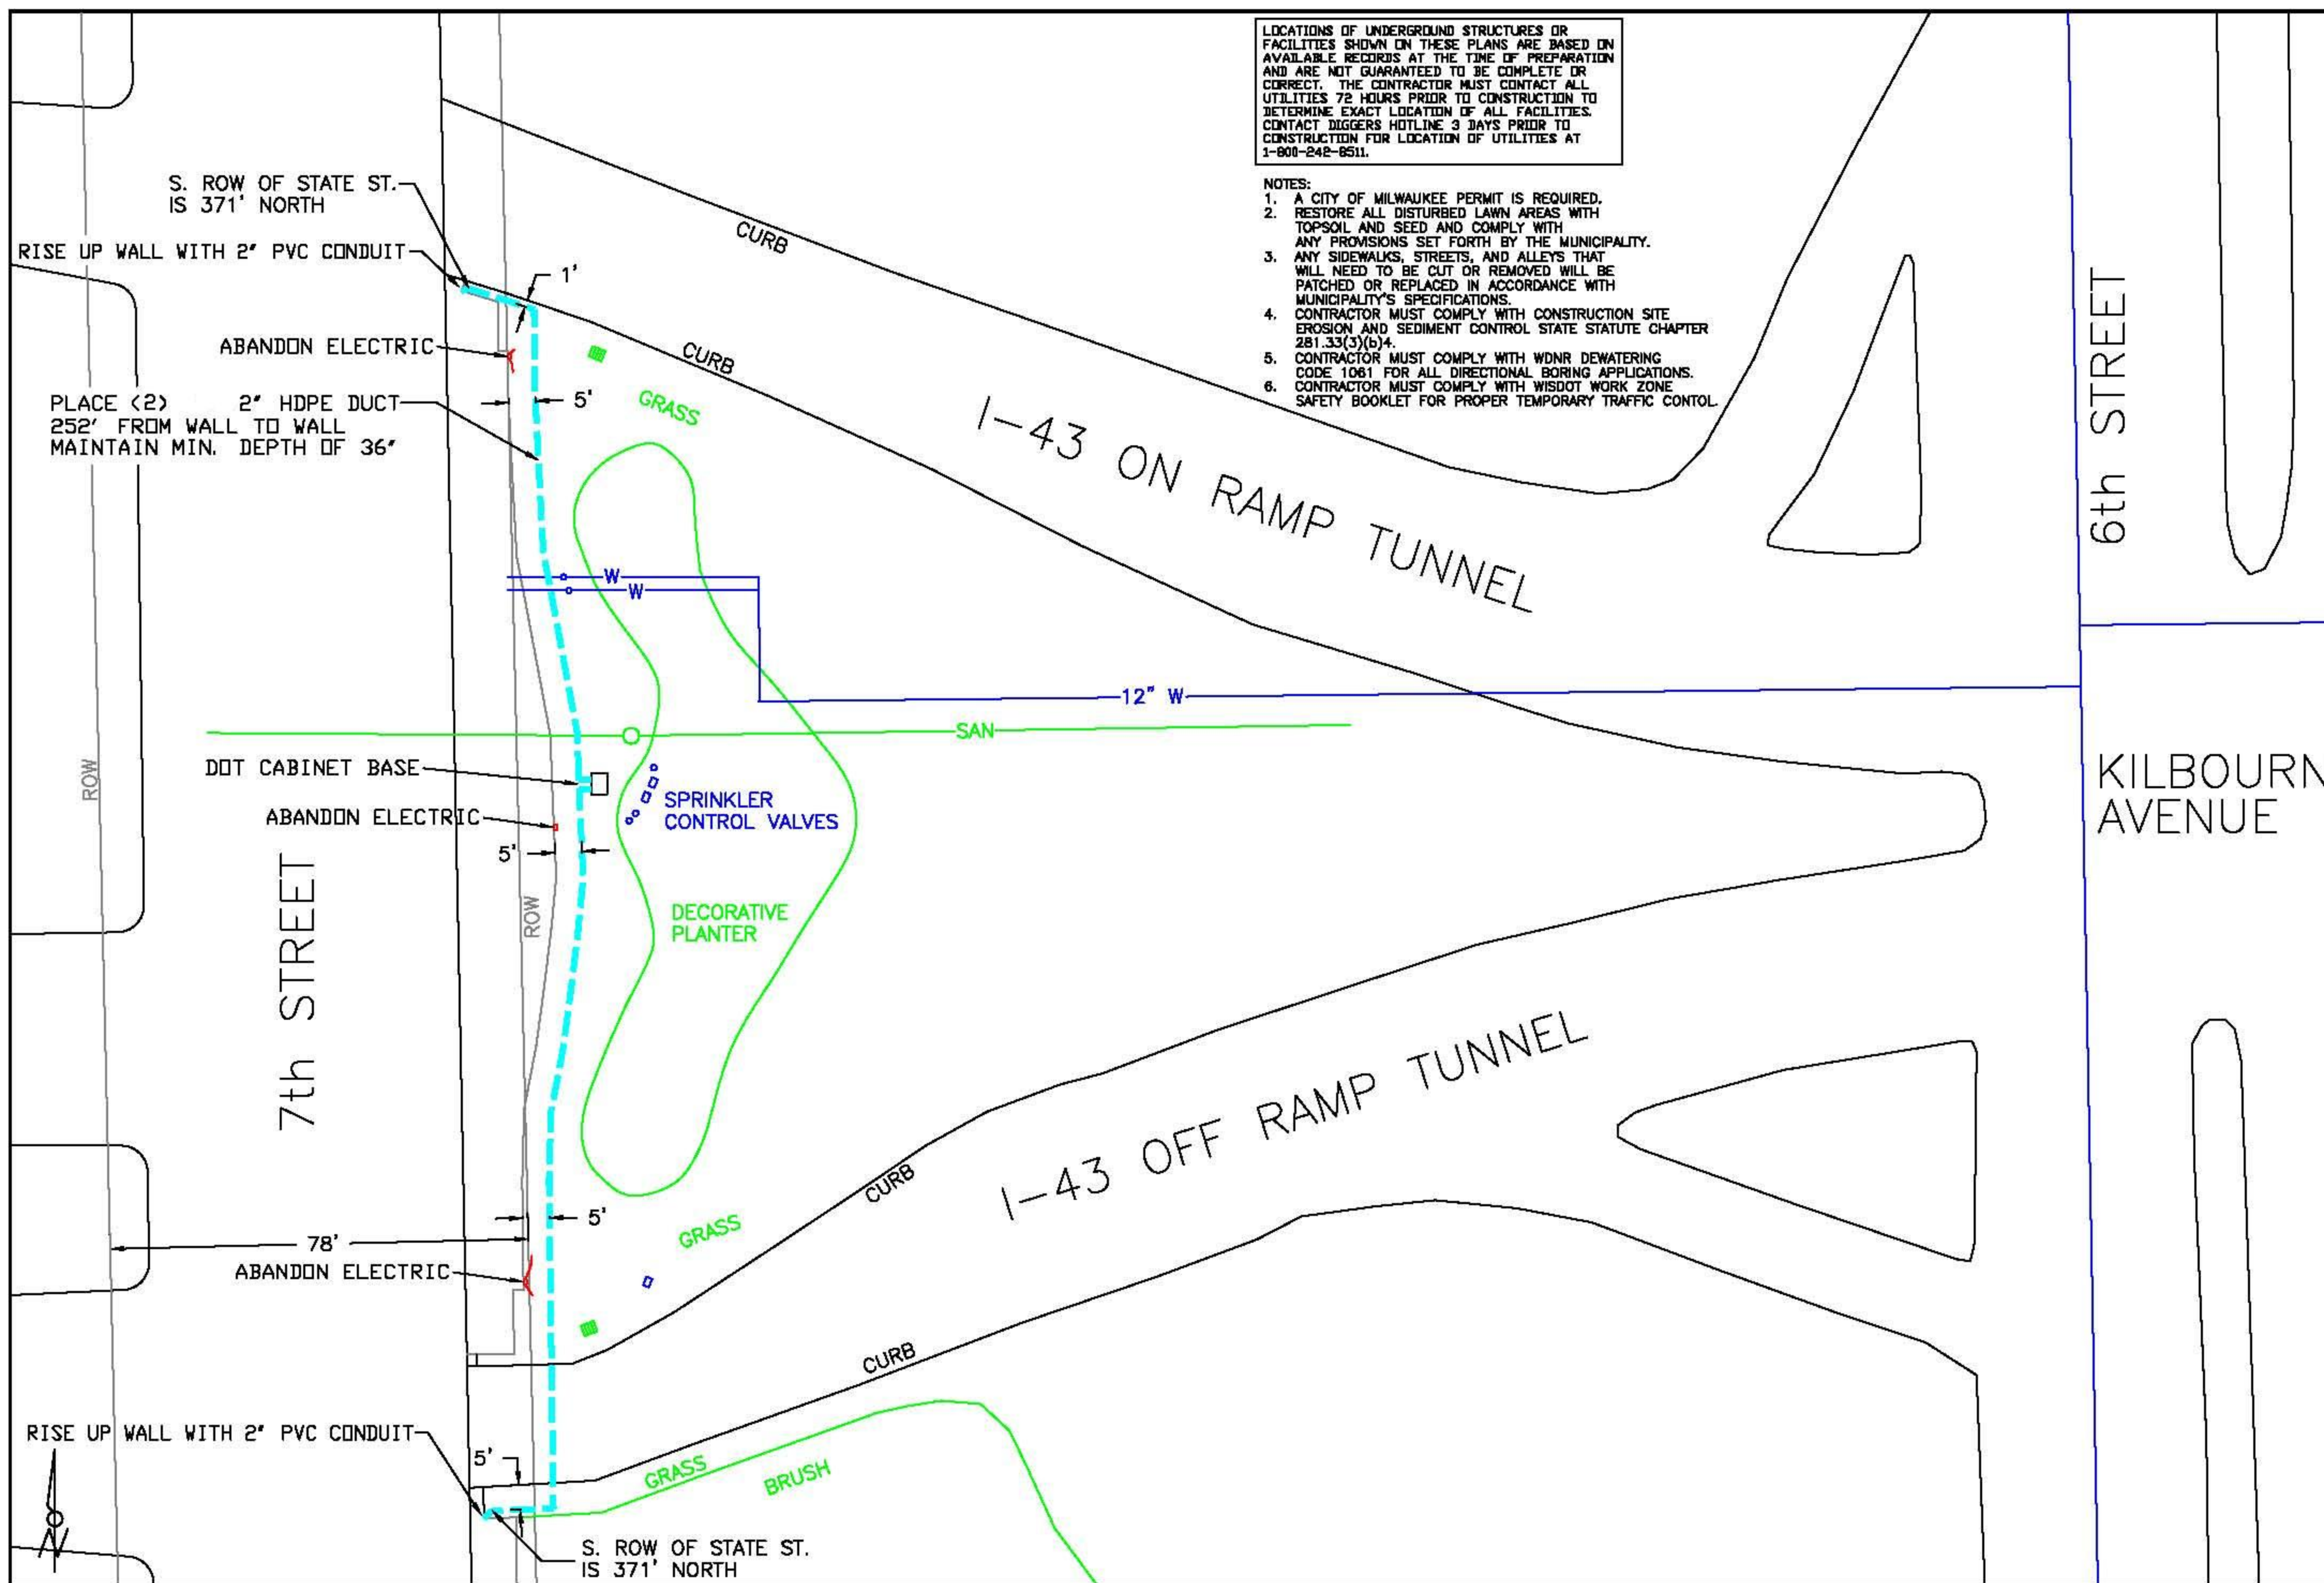 LOCATIONS OF UNDERGROUND STRUCTURES OR
FACILITIES SHOWN ON THESE PLANS ARE BASED ON
AVAILABLE RECORDS AT THE TIME OF PREPARATION
AND ARE NOT GUARANTEED TO BE COMPLETE OR
CORRECT. THE CONTRACTOR MUST CONTACT ALL
UTILITIES 72 HOURS PRIOR TO CONSTRUCTION TO
DETERMINE EXACT LOCATION OF ALL FACILITIES.
CONTACT DIGGERS HOTLINE 3 DAYS PRIOR TO
CONSTRUCTION FOR LOCATION OF UTILITIES AT
1-800-242-8511.
NOTES:
1. A CITY OF MILWAUKEE PERMIT IS REQUIRED.
2. RESTORE ALL DISTURBED LAWN AREAS WITH
TOPSOIL AND SEED AND COMPLY WITH
ANY PROVISIONS SET FORTH BY THE MUNICIPALITY.
3. ANY SIDEWALKS, STREETS, AND ALLEYS THAT
WILL NEED TO BE CUT OR REMOVED WILL BE
PATCHED OR REPLACED IN ACCORDANCE WITH
MUNICIPALITY'S SPECIFICATIONS.
4. CONTRACTOR MUST COMPLY WITH CONSTRUCTION SITE
EROSION AND SEDIMENT CONTROL STATE STATUTE CHAPTER
281.33(3)(b)4.
5. CONTRACTOR MUST COMPLY WITH WDNR DEWATERING
CODE 1061 FOR ALL DIRECTIONAL BORING APPLICATIONS.
6. CONTRACTOR MUST COMPLY WITH WISDOT WORK ZONE
SAFETY BOOKLET FOR PROPER TEMPORARY TRAFFIC CONTOL.
S. ROW OF STATE ST.
IS 371' NORTH
RISE UP WALL WITH 2" PVC CONDUIT
1'
CURB
ABANDON ELECTRIC
CURB
PLACE (2) 2" HDPE DUCT
252' FROM WALL TO WALL
MAINTAIN MIN. DEPTH OF 36"
5'
GRASS
I-43 ON RAMP TUNNEL
6th STREET
W
W
12" W
SAN
ROW
DOT CABINET BASE
ABANDON ELECTRIC
SPRINKLER
CONTROL VALVES
KILBOURN
AVENUE
5'
7th STREET
ROW
DECORATIVE
PLANTER
I-43 OFF RAMP TUNNEL
CURB
5'
GRASS
78'
ABANDON ELECTRIC
CURB
RISE UP WALL WITH 2" PVC CONDUIT
5'
GRASS
BRUSH
N
S. ROW OF STATE ST.
IS 371' NORTH